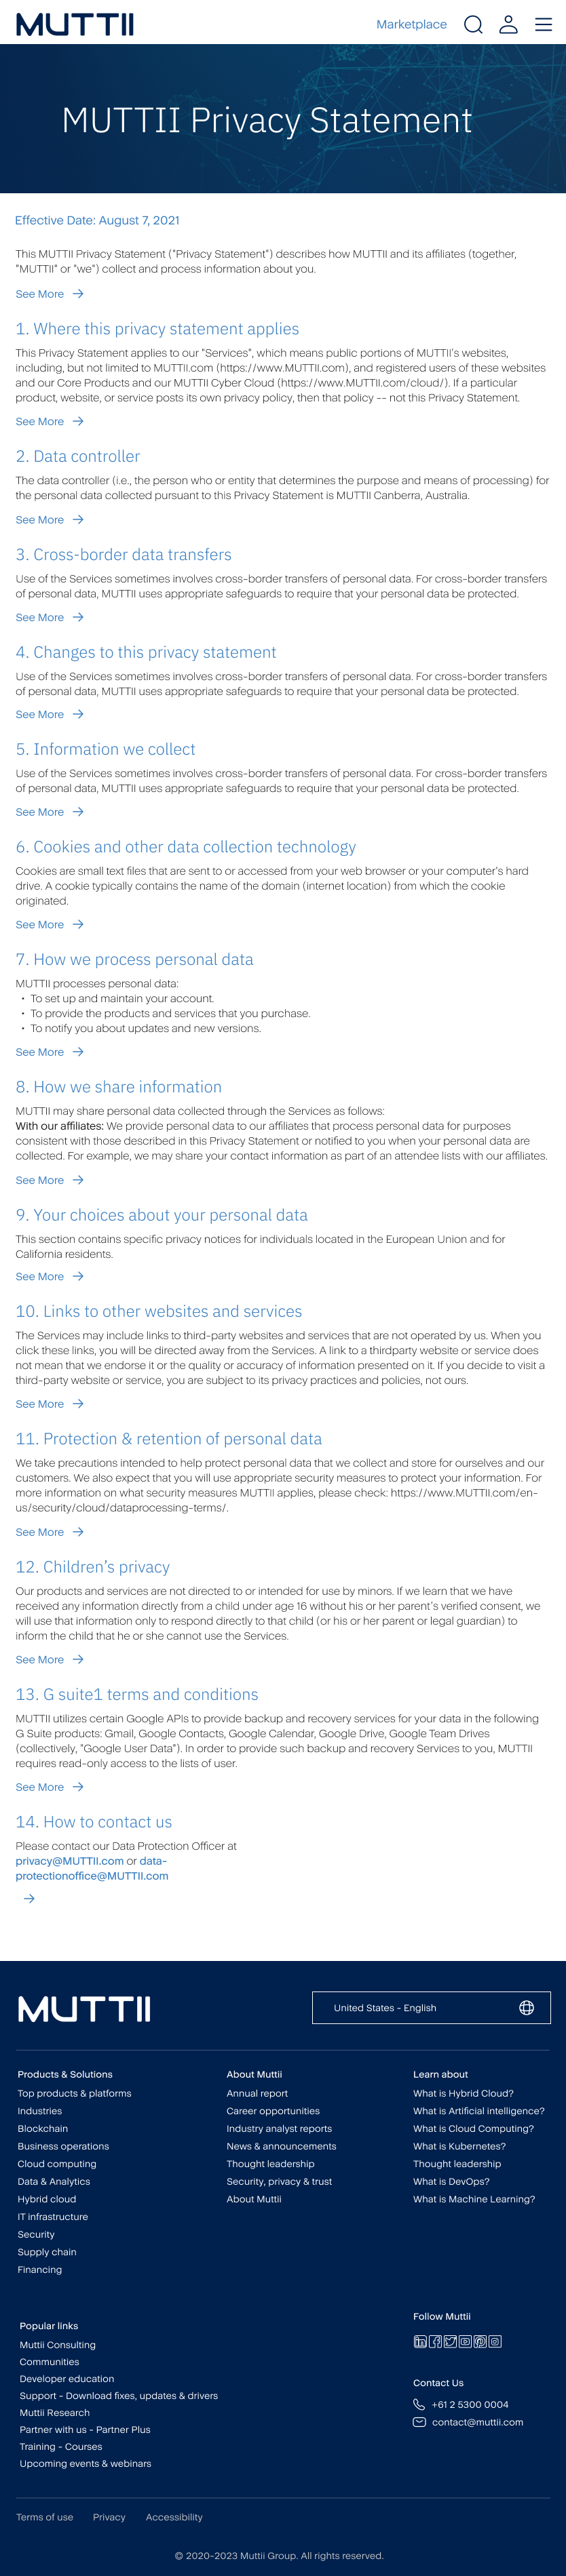 MUTTII
Marketplace
MUTTII Privacy Statement
Effective Date: August 7, 2021
This MUTTII Privacy Statement ("Privacy Statement") describes how MUTTII and its affiliates (together,
"MUTTII" or "we") collect and process information about you.
See More
1. Where this privacy statement applies
This Privacy Statement applies to our "Services", which means public portions of MUTTII's websites,
including, but not limited to MUTTII.com (https://www.MUTTII.com), and registered users of these websites
and our Core Products and our MUTTII Cyber Cloud (https://www.MUTTII.com/cloud/). If a particular
product, website, or service posts its own privacy policy, then that policy -- not this Privacy Statement.
See More
2. Data controller
The data controller (i.e., the person who or entity that determines the purpose and means of processing) for
the personal data collected pursuant to this Privacy Statement is MUTTII Canberra, Australia.
See More
3. Cross-border data transfers
Use of the Services sometimes involves cross-border transfers of personal data. For cross-border transfers
of personal data, MUTTII uses appropriate safeguards to require that your personal data be protected.
See More
4. Changes to this privacy statement
Use of the Services sometimes involves cross-border transfers of personal data. For cross-border transfers
of personal data, MUTTII uses appropriate safeguards to require that your personal data be protected.
See More
5. Information we collect
Use of the Services sometimes involves cross-border transfers of personal data. For cross-border transfers
of personal data, MUTTII uses appropriate safeguards to require that your personal data be protected.
See More
6. Cookies and other data collection technology
Cookies are small text files that are sent to or accessed from your web browser or your computer's hard
drive. A cookie typically contains the name of the domain (internet location) from which the cookie
originated.
See More
7. How we process personal data
MUTTII processes personal data:
• To set up and maintain your account.
• To provide the products and services that you purchase.
• To notify you about updates and new versions.
See More
8. How we share information
MUTTII may share personal data collected through the Services as follows:
With our affiliates: We provide personal data to our affiliates that process personal data for purposes
consistent with those described in this Privacy Statement or notified to you when your personal data are
collected. For example, we may share your contact information as part of an attendee lists with our affiliates.
See More
9. Your choices about your personal data
This section contains specific privacy notices for individuals located in the European Union and for
California residents.
See More
10. Links to other websites and services
The Services may include links to third-party websites and services that are not operated by us. When you
click these links, you will be directed away from the Services. A link to a thirdparty website or service does
not mean that we endorse it or the quality or accuracy of information presented on it. If you decide to visit a
third-party website or service, you are subject to its privacy practices and policies, not ours.
See More
11. Protection & retention of personal data
We take precautions intended to help protect personal data that we collect and store for ourselves and our
customers. We also expect that you will use appropriate security measures to protect your information. For
more information on what security measures MUTTII applies, please check: https://www.MUTTII.com/en-
us/security/cloud/dataprocessing-terms/.
See More
12. Children's privacy
Our products and services are not directed to or intended for use by minors. If we learn that we have
received any information directly from a child under age 16 without his or her parent's verified consent, we
will use that information only to respond directly to that child (or his or her parent or legal guardian) to
inform the child that he or she cannot use the Services.
See More
13. G suite1 terms and conditions
MUTTII utilizes certain Google APIs to provide backup and recovery services for your data in the following
G Suite products: Gmail, Google Contacts, Google Calendar, Google Drive, Google Team Drives
(collectively, "Google User Data"). In order to provide such backup and recovery Services to you, MUTTII
requires read-only access to the lists of user.
See More
14. How to contact us
Please contact our Data Protection Officer at
privacy@MUTTII.com or data-
protectionoffice@MUTTII.com
MUTTII
United States - English
Products & Solutions
Top products & platforms
Industries
Blockchain
Business operations
Cloud computing
Data & Analytics
Hybrid cloud
IT infrastructure
Security
Supply chain
Financing
About Muttii
Annual report
Career opportunities
Industry analyst reports
News & announcements
Thought leadership
Security, privacy & trust
About Muttii
Learn about
What is Hybrid Cloud?
What is Artificial intelligence?
What is Cloud Computing?
What is Kubernetes?
Thought leadership
What is DevOps?
What is Machine Learning?
Popular links
Muttii Consulting
Communities
Developer education
Support - Download fixes, updates & drivers
Muttii Research
Partner with us - Partner Plus
Training - Courses
Upcoming events & webinars
Follow Muttii
Contact Us
+61 2 5300 0004
contact@muttii.com
Terms of use
Privacy
Accessibility
© 2020-2023 Muttii Group. All rights reserved.